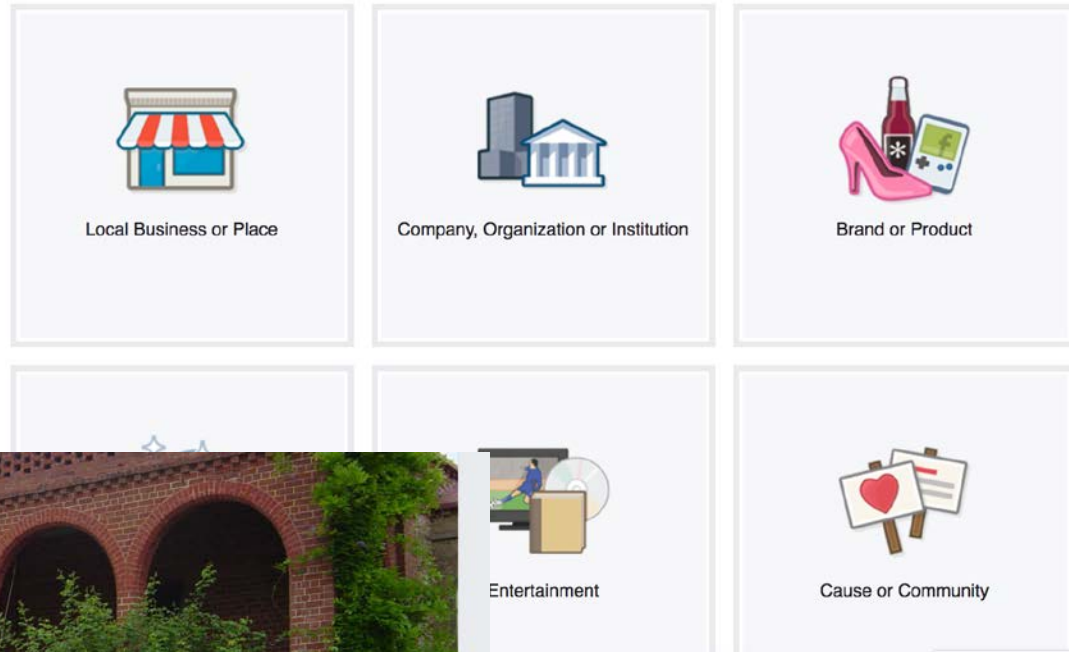 Local Business or Place
Company, Organization or Institution
Brand or Product
Entertainment
Cause or Community